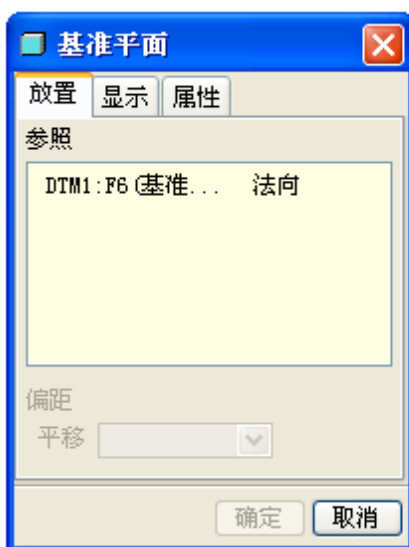 基准平面
放置 显示 属性
参照
DTM1:F6(基准... 法向
偏距
平移
确定 取消